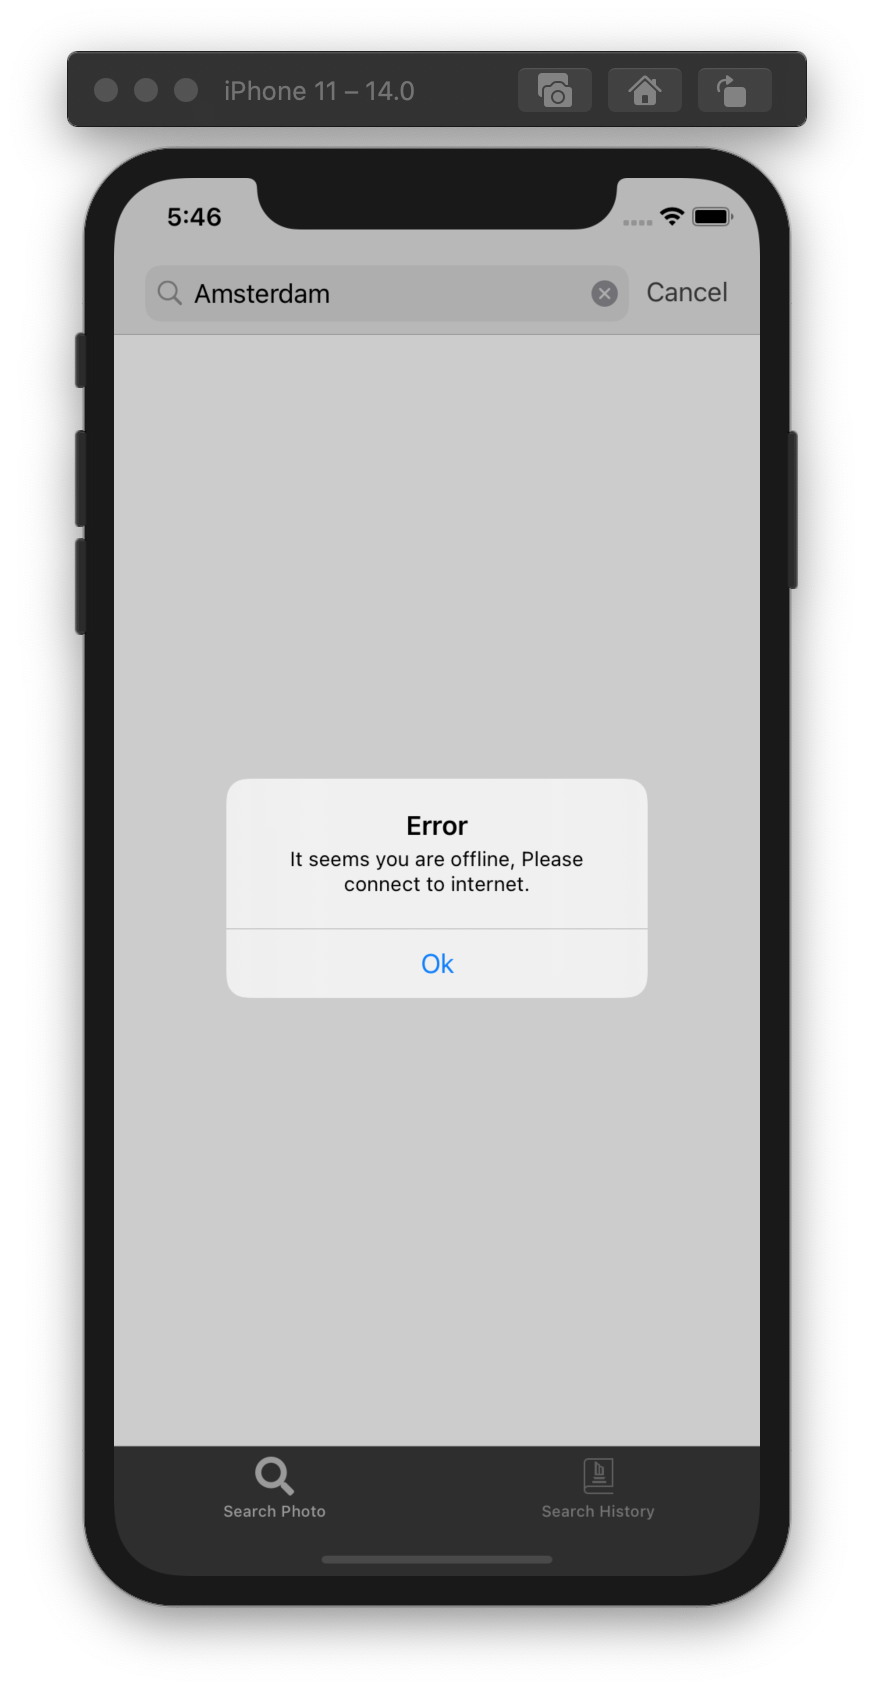 iPhone 11 – 14.0
5:46
Amsterdam
Cancel
Error
It seems you are offline, Please
connect to internet.
Ok
Search Photo
Search History